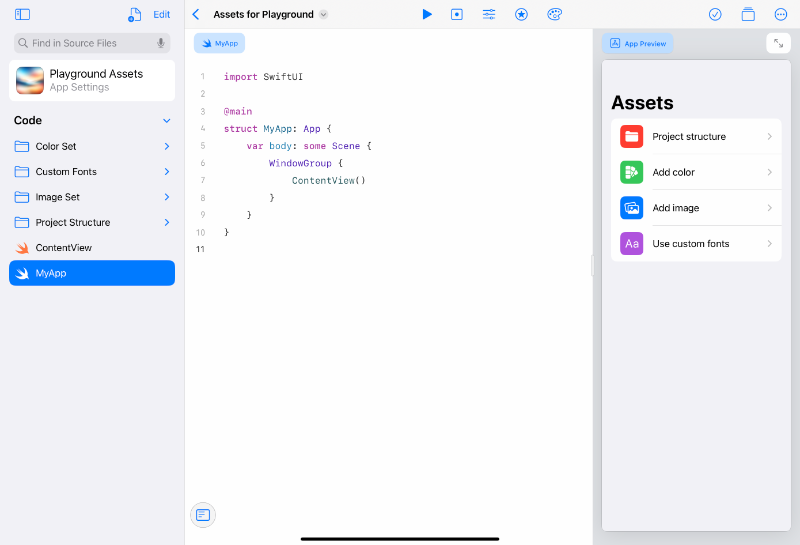 Edit
Assets for Playground
Find in Source Files
Playground Assets
App Settings
Code
Color Set
Custom Fonts
Image Set
Project Structure
ContentView
MyApp
MyApp
1 import SwiftUI
2
3 @main
4 struct MyApp: App {
5 var body: some Scene {
6 WindowGroup {
7 ContentView()
8 }
9 }
10 }
11
App Preview
Assets
Project structure
Add color
Add image
Aa Use custom fonts